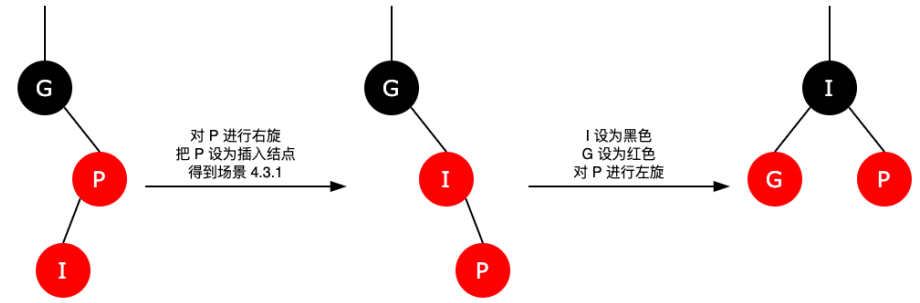 G
P
I
对 P 进行右旋
把 P 设为插入结点
得到场景 4.3.1
G
I
P
I 设为黑色
G 设为红色
对 P 进行左旋
I
G
P